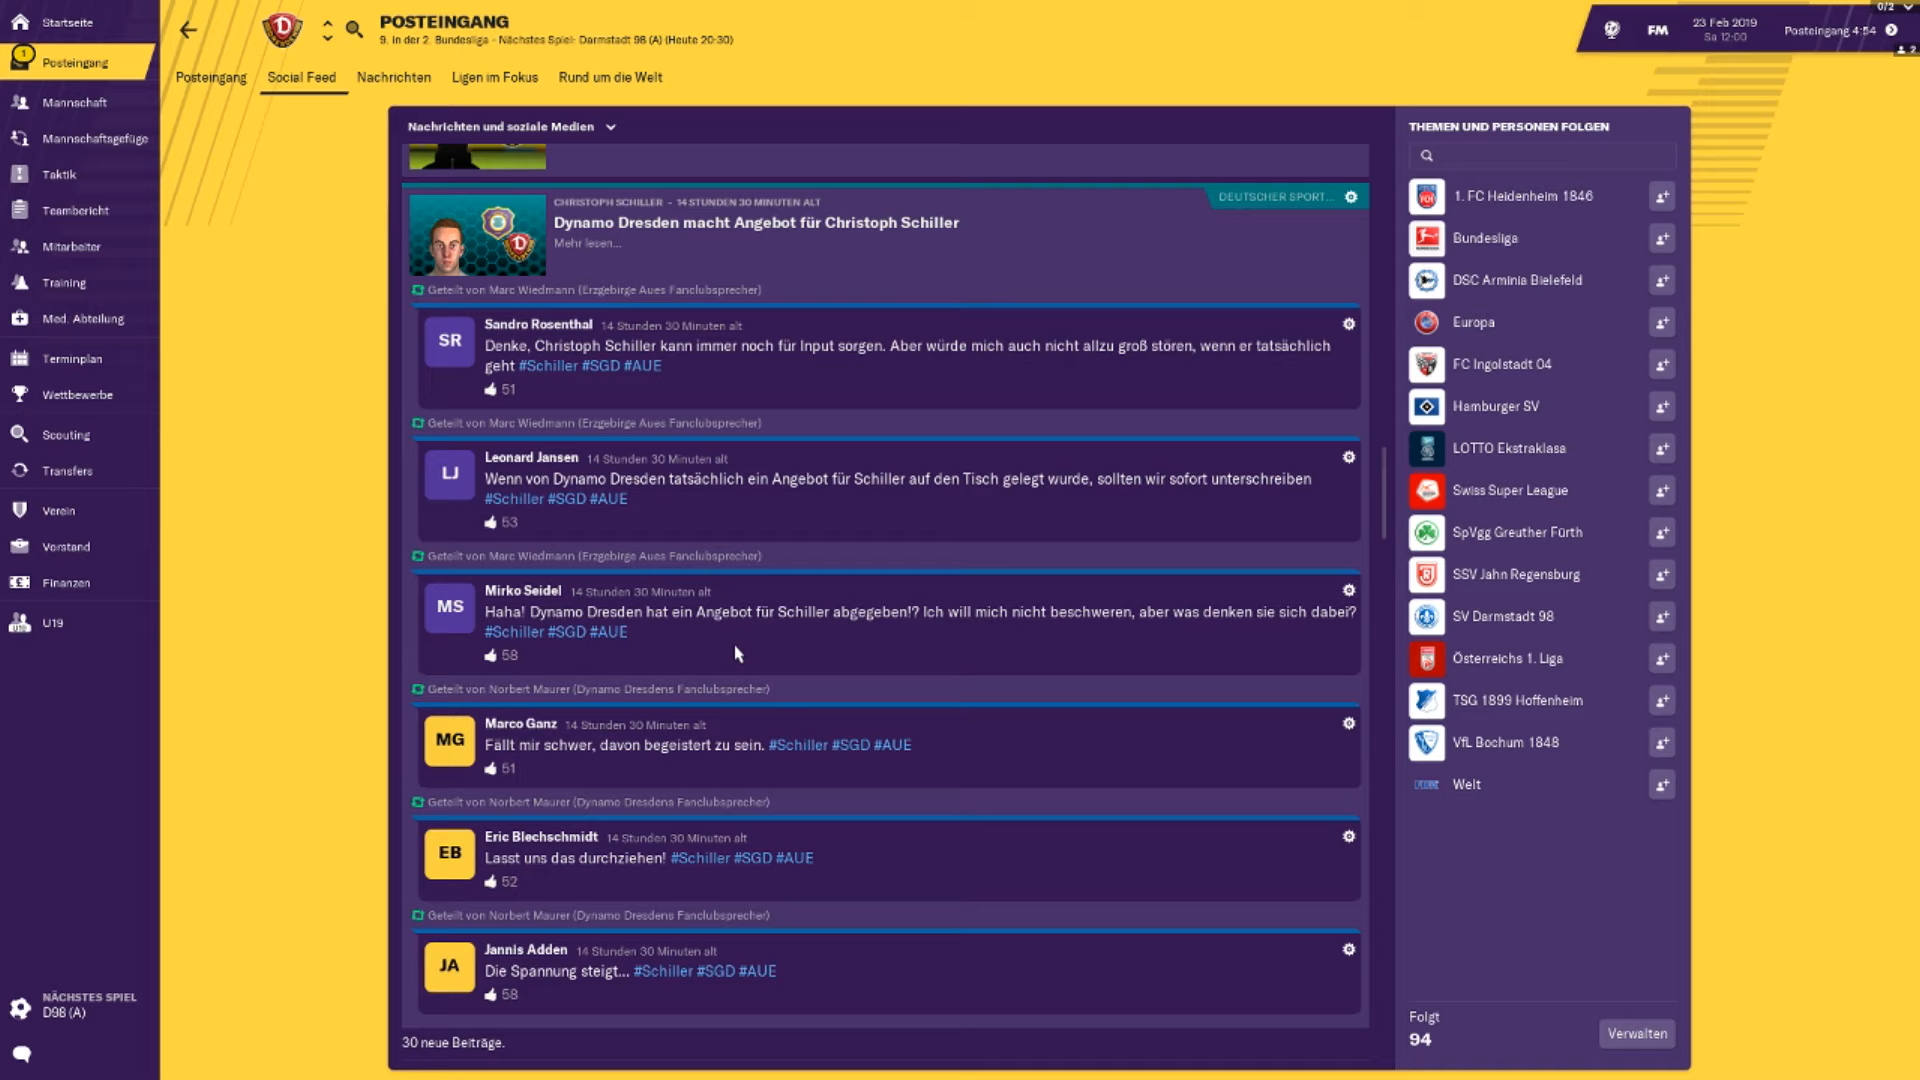 Startseite
1
Posteingang
Mannschaft
Mannschaftsgefüge
Taktik
Teambericht
Mitarbeiter
Training
Med. Abteilung
Terminplan
Wettbewerbe
Scouting
Transfers
Verein
Vorstand
Finanzen
U19
NÄCHSTES SPIEL
D98 (A)
POSTEINGANG
9. in der 2. Bundesliga - Nächstes Spiel: Darmstadt 98 (A) (Heute 20:30)
Posteingang Social Feed Nachrichten Ligen im Fokus Rund um die Welt
0/2
FM
23 Feb 2019
Sa 12:00
Posteingang 4:54
2
Nachrichten und soziale Medien
CHRISTOPH SCHILLER - 14 STUNDEN 30 MINUTEN ALT
DEUTSCHER SPORT...
Dynamo Dresden macht Angebot für Christoph Schiller
Mehr lesen...
Geteilt von Marc Wiedmann (Erzgebirge Aues Fanclubsprecher)
SR
Sandro Rosenthal 14 Stunden 30 Minuten alt
Denke, Christoph Schiller kann immer noch für Input sorgen. Aber würde mich auch nicht allzu groß stören, wenn er tatsächlich
geht #Schiller #SGD #AUE
51
Geteilt von Marc Wiedmann (Erzgebirge Aues Fanclubsprecher)
LJ
Leonard Jansen 14 Stunden 30 Minuten alt
Wenn von Dynamo Dresden tatsächlich ein Angebot für Schiller auf den Tisch gelegt wurde, sollten wir sofort unterschreiben
#Schiller #SGD #AUE
53
Geteilt von Marc Wiedmann (Erzgebirge Aues Fanclubsprecher)
MS
Mirko Seidel 14 Stunden 30 Minuten alt
Haha! Dynamo Dresden hat ein Angebot für Schiller abgegeben!? Ich will mich nicht beschweren, aber was denken sie sich dabei?
#Schiller #SGD #AUE
58
Geteilt von Norbert Maurer (Dynamo Dresdens Fanclubsprecher)
MG
Marco Ganz 14 Stunden 30 Minuten alt
Fällt mir schwer, davon begeistert zu sein. #Schiller #SGD #AUE
51
Geteilt von Norbert Maurer (Dynamo Dresdens Fanclubsprecher)
EB
Eric Blechschmidt 14 Stunden 30 Minuten alt
Lasst uns das durchziehen! #Schiller #SGD #AUE
52
Geteilt von Norbert Maurer (Dynamo Dresdens Fanclubsprecher)
JA
Jannis Adden 14 Stunden 30 Minuten alt
Die Spannung steigt... #Schiller #SGD #AUE
58
30 neue Beiträge.
THEMEN UND PERSONEN FOLGEN
1. FC Heidenheim 1846
Bundesliga
DSC Arminia Bielefeld
Europa
FC Ingolstadt 04
Hamburger SV
LOTTO Ekstraklasa
Swiss Super League
SpVgg Greuther Fürth
SSV Jahn Regensburg
SV Darmstadt 98
Österreichs 1. Liga
TSG 1899 Hoffenheim
VfL Bochum 1848
Welt
Folgt
94
Verwalten